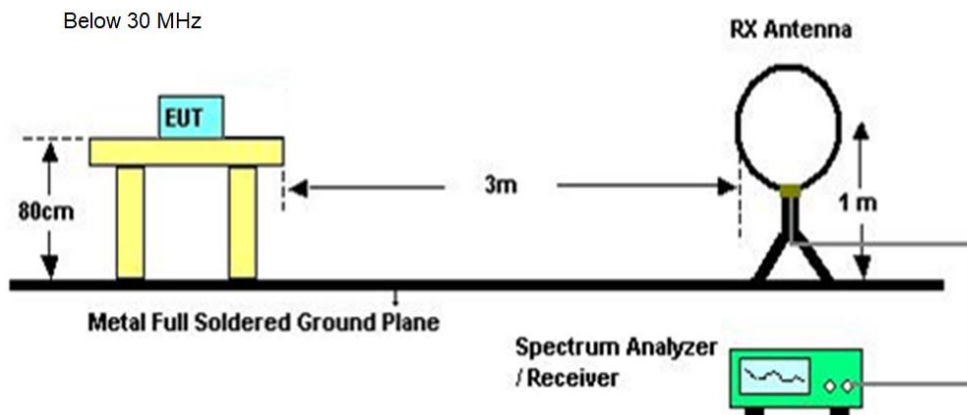 Below 30 MHz
RX Antenna
EUT
80cm
3m
1 m
Metal Full Soldered Ground Plane
Spectrum Analyzer
/ Receiver